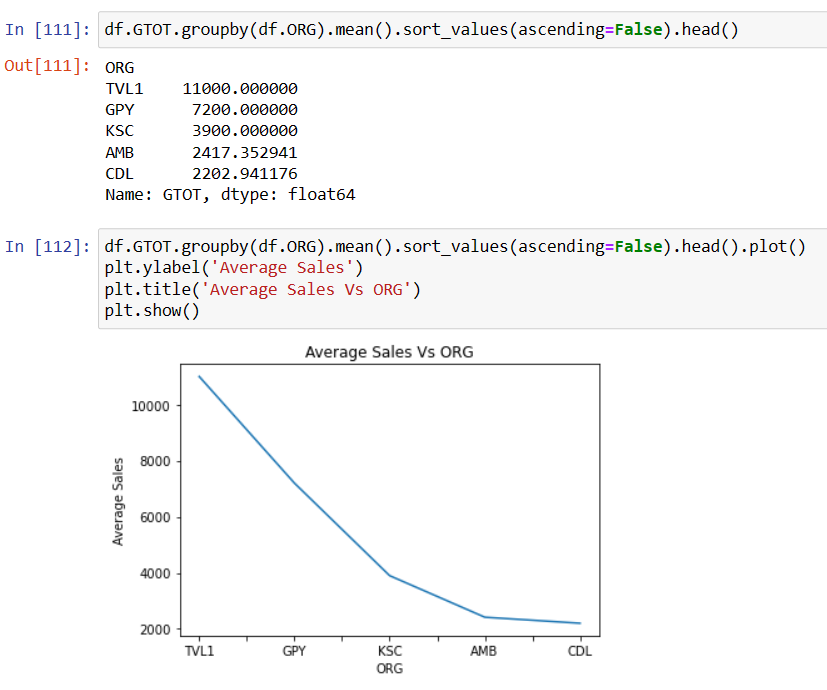 In [111]: df.GTOT.groupby(df.ORG).mean().sort_values(ascending=False).head()
Out[111]: ORG
TVL1    11000.000000
GPY      7200.000000
KSC      3900.000000
AMB      2417.352941
CDL      2202.941176
Name: GTOT, dtype: float64
In [112]: df.GTOT.groupby(df.ORG).mean().sort_values(ascending=False).head().plot()
plt.ylabel('Average Sales')
plt.title('Average Sales Vs ORG')
plt.show()
Average Sales Vs ORG
10000
8000
6000
4000
2000
Average Sales
TVL1 GPY KSC AMB CDL
ORG